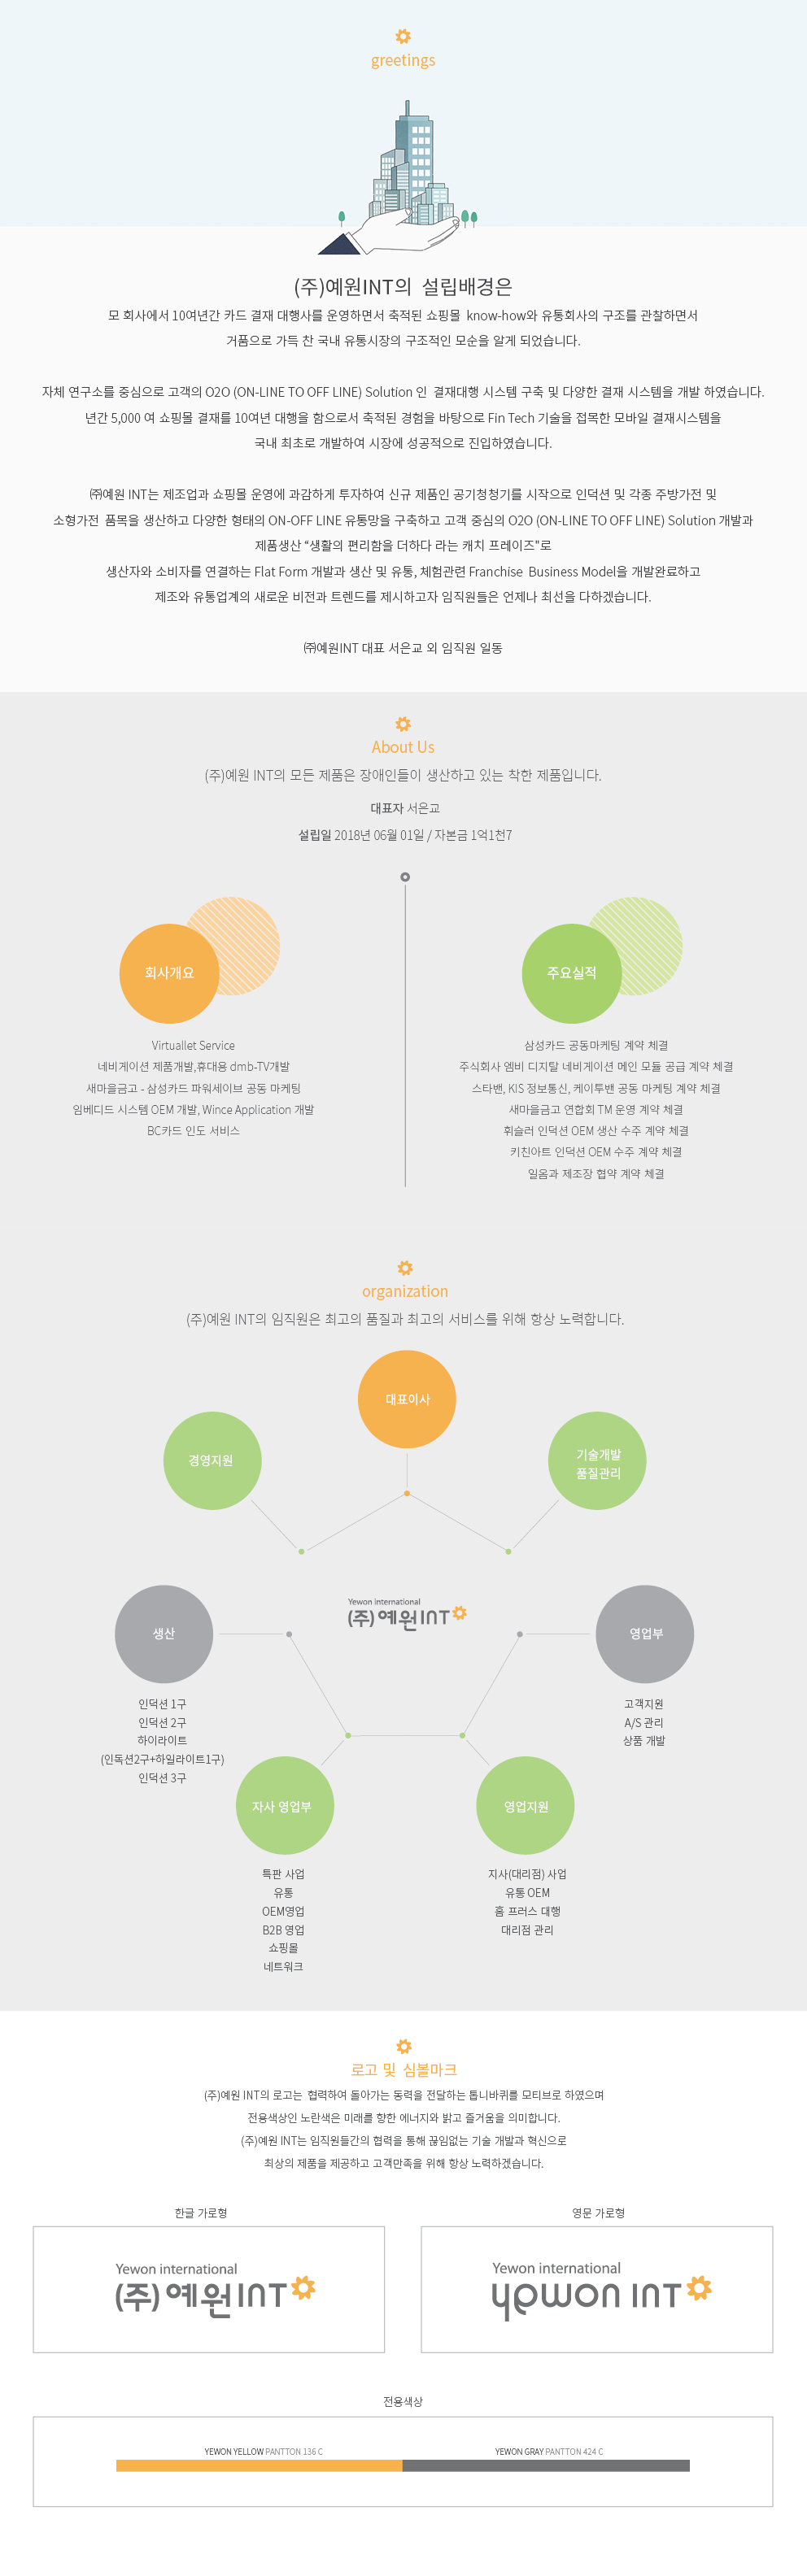 greetings
(주)예원INT의 설립배경은
모 회사에서 10여년간 카드 결재 대행사를 운영하면서 축적된 쇼핑몰 know-how와 유통회사의 구조를 관찰하면서
거품으로 가득 찬 국내 유통시장의 구조적인 모순을 알게 되었습니다.
자체 연구소를 중심으로 고객의 O2O (ON-LINE TO OFF LINE) Solution 인 결재대행 시스템 구축 및 다양한 결재 시스템을 개발 하였습니다.
년간 5,000 여 쇼핑몰 결재를 10여년 대행을 함으로서 축적된 경험을 바탕으로 Fin Tech 기술을 접목한 모바일 결재시스템을
국내 최초로 개발하여 시장에 성공적으로 진입하였습니다.
㈜예원 INT는 제조업과 쇼핑몰 운영에 과감하게 투자하여 신규 제품인 공기청청기를 시작으로 인덕션 및 각종 주방가전 및
소형가전 품목을 생산하고 다양한 형태의 ON-OFF LINE 유통망을 구축하고 고객 중심의 O2O (ON-LINE TO OFF LINE) Solution 개발과
제품생산 “생활의 편리함을 더하다 라는 캐치 프레이즈"로
생산자와 소비자를 연결하는 Flat Form 개발과 생산 및 유통, 체험관련 Franchise Business Model을 개발완료하고
제조와 유통업계의 새로운 비전과 트렌드를 제시하고자 임직원들은 언제나 최선을 다하겠습니다.
㈜예원INT 대표 서은교 외 임직원 일동
About Us
(주)예원 INT의 모든 제품은 장애인들이 생산하고 있는 착한 제품입니다.
대표자 서은교
설립일 2018년 06월 01일 / 자본금 1억1천7
회사개요
Virtuallet Service
네비게이션 제품개발,휴대용 dmb-TV개발
새마을금고 - 삼성카드 파워세이브 공동 마케팅
임베디드 시스템 OEM 개발, Wince Application 개발
BC카드 인도 서비스
주요실적
삼성카드 공동마케팅 계약 체결
주식회사 엠비 디지탈 네비게이션 메인 모듈 공급 계약 체결
스타밴, KIS 정보통신, 케이투밴 공동 마케팅 계약 체결
새마을금고 연합회 TM 운영 계약 체결
휘슬러 인덕션 OEM 생산 수주 계약 체결
키친아트 인덕션 OEM 수주 계약 체결
일옴과 제조장 협약 계약 체결
organization
(주)예원 INT의 임직원은 최고의 품질과 최고의 서비스를 위해 항상 노력합니다.
대표이사
경영지원
기술개발
품질관리
Yewon international
(주)예원INT
생산
영업부
인덕션 1구
인덕션 2구
하이라이트
(인독션2구+하일라이트1구)
인덕션 3구
고객지원
A/S 관리
상품 개발
자사 영업부
영업지원
특판 사업
유통
OEM영업
B2B 영업
쇼핑몰
네트워크
지사(대리점) 사업
유통 OEM
홈 프러스 대행
대리점 관리
로고 및 심볼마크
(주)예원 INT의 로고는 협력하여 돌아가는 동력을 전달하는 톱니바퀴를 모티브로 하였으며
전용색상인 노란색은 미래를 향한 에너지와 밝고 즐거움을 의미합니다.
(주)예원 INT는 임직원들간의 협력을 통해 끊임없는 기술 개발과 혁신으로
최상의 제품을 제공하고 고객만족을 위해 항상 노력하겠습니다.
한글 가로형
영문 가로형
Yewon international
(주)예원INT
Yewon international
yewon INT
전용색상
YEWON YELLOW PANTTON 136 C
YEWON GRAY PANTTON 424 C